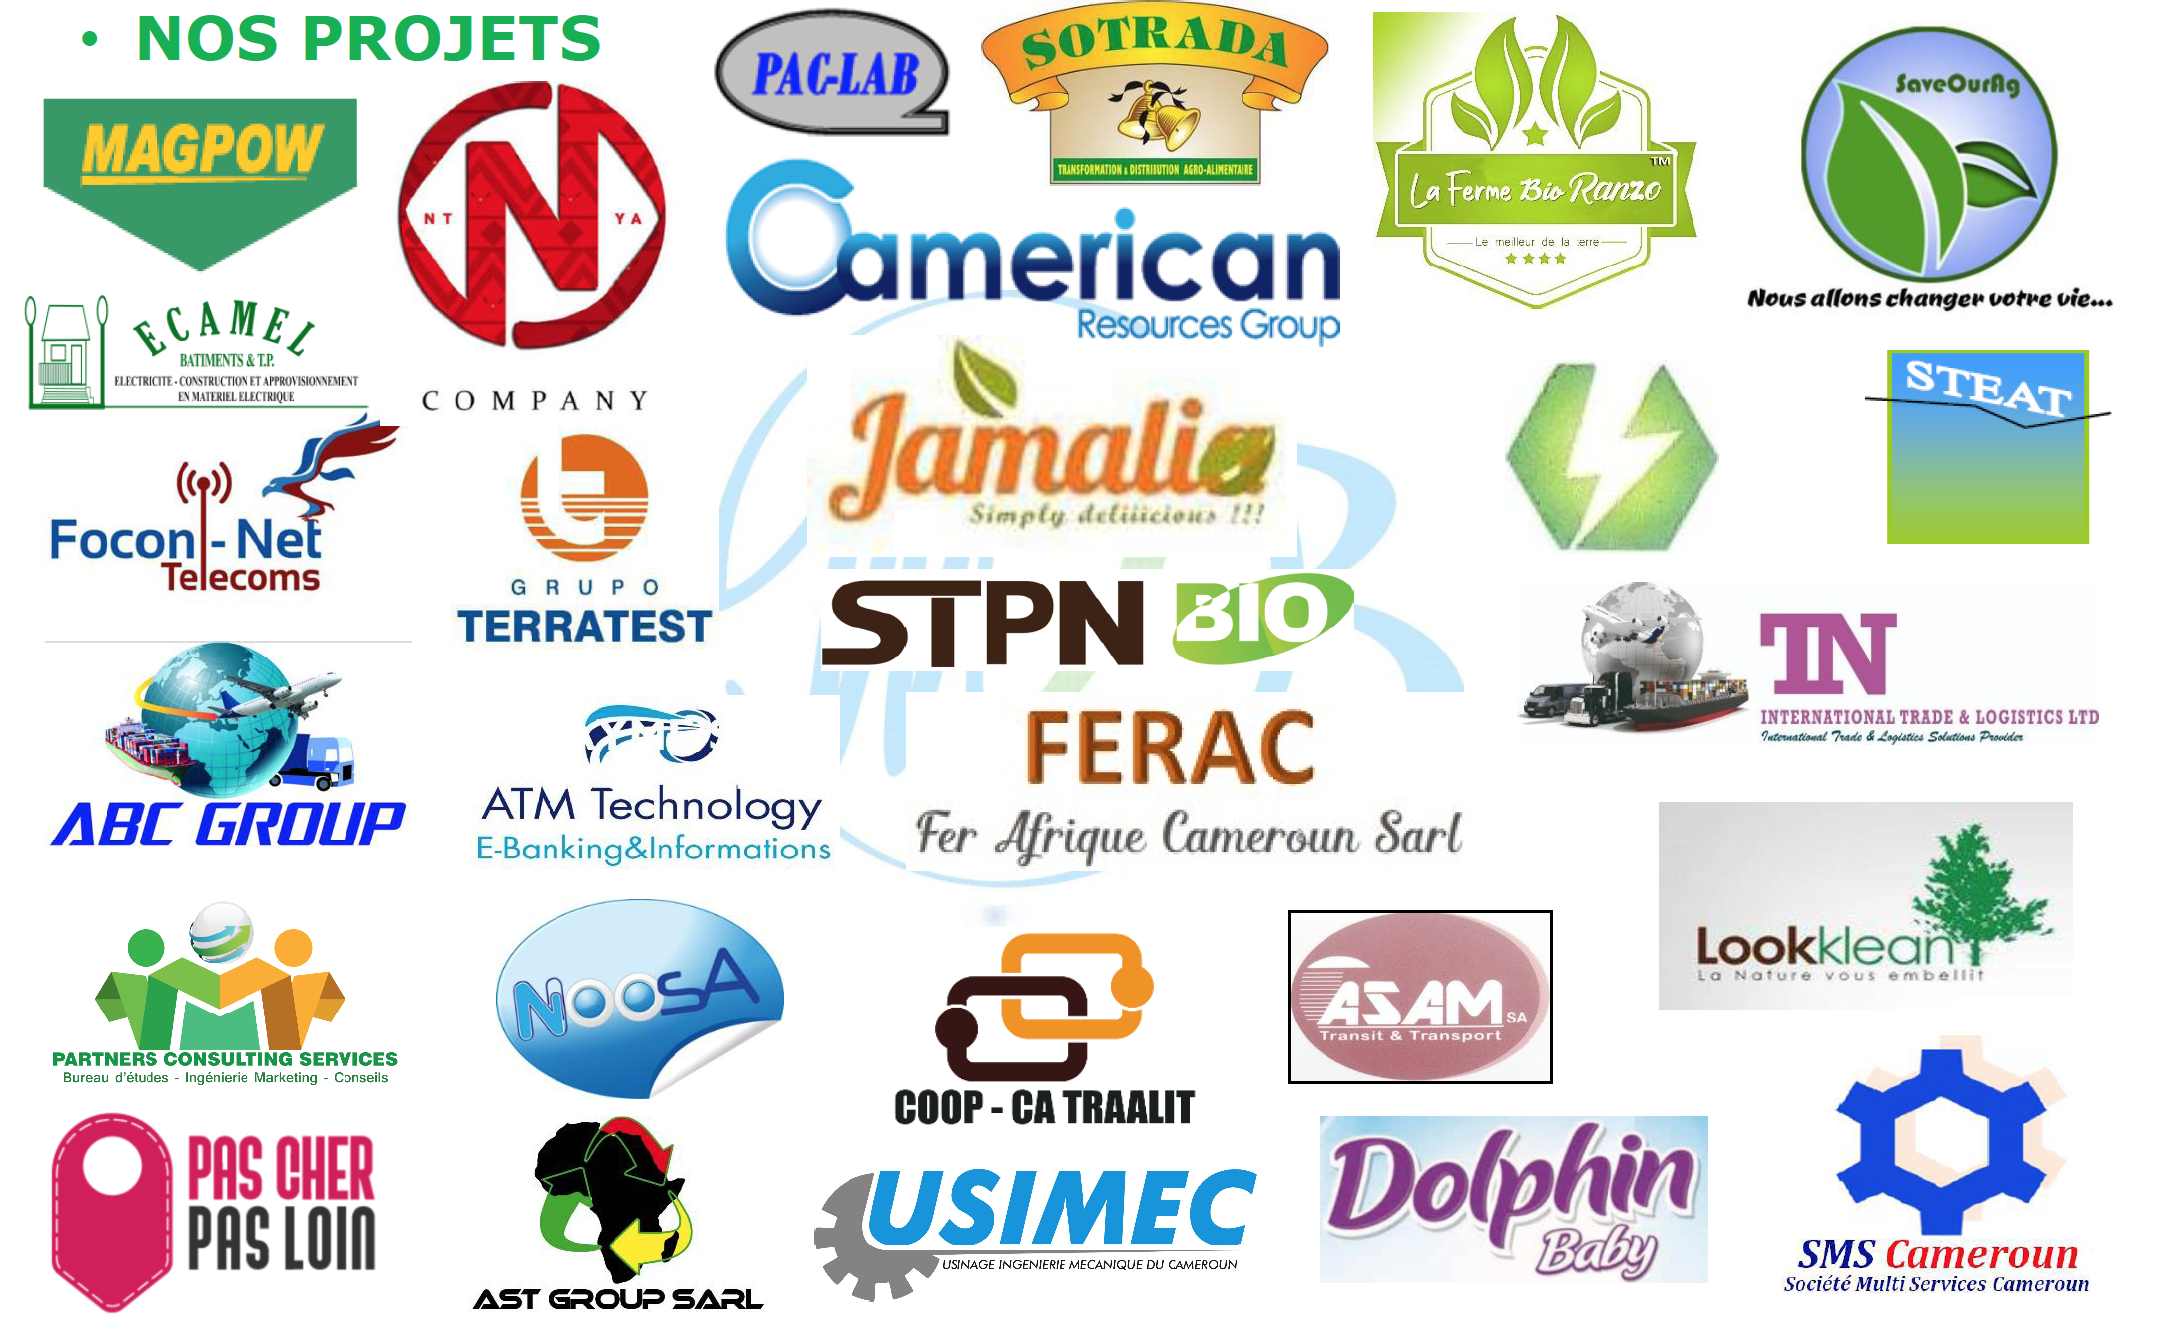 • NOS PROJETS
MAGPOW
NT N YA
COMPANY
PAC-LAB
SOTRADA
TRANSFORMATION & DISTRIBUTION AGRO-ALIMENTAIRE
La Ferme Bio Ranzo TM
Le meilleur de la terre
SaveOurAg
Nous allons changer votre vie...
Camerican
Resources Group
ECAMEL
BATIMENTS & T.P.
ELECTRICITE - CONSTRUCTION ET APPROVISIONNEMENT
EN MATERIEL ELECTRIQUE
Jamalia
Simply deliiicious !!!
STEAT
Focon-Net
Telecoms
GRUPO
TERRATEST
STPN BIO
TN
INTERNATIONAL TRADE & LOGISTICS LTD
International Trade & Logistics Solutions Provider
ABC GROUP
ATM Technology
E-Banking&Informations
FERAC
Fer Afrique Cameroun Sarl
Lookklean
La Nature vous embellit
PARTNERS CONSULTING SERVICES
Bureau d'études - Ingénierie Marketing - Conseils
NOOSA
COOP - CA TRAALIT
ASAM SA
Transit & Transport
PAS CHER
PAS LOIN
AST GROUP SARL
USIMEC
USINAGE INGENIERIE MECANIQUE DU CAMEROUN
Dolphin
Baby
SMS Cameroun
Société Multi Services Cameroun